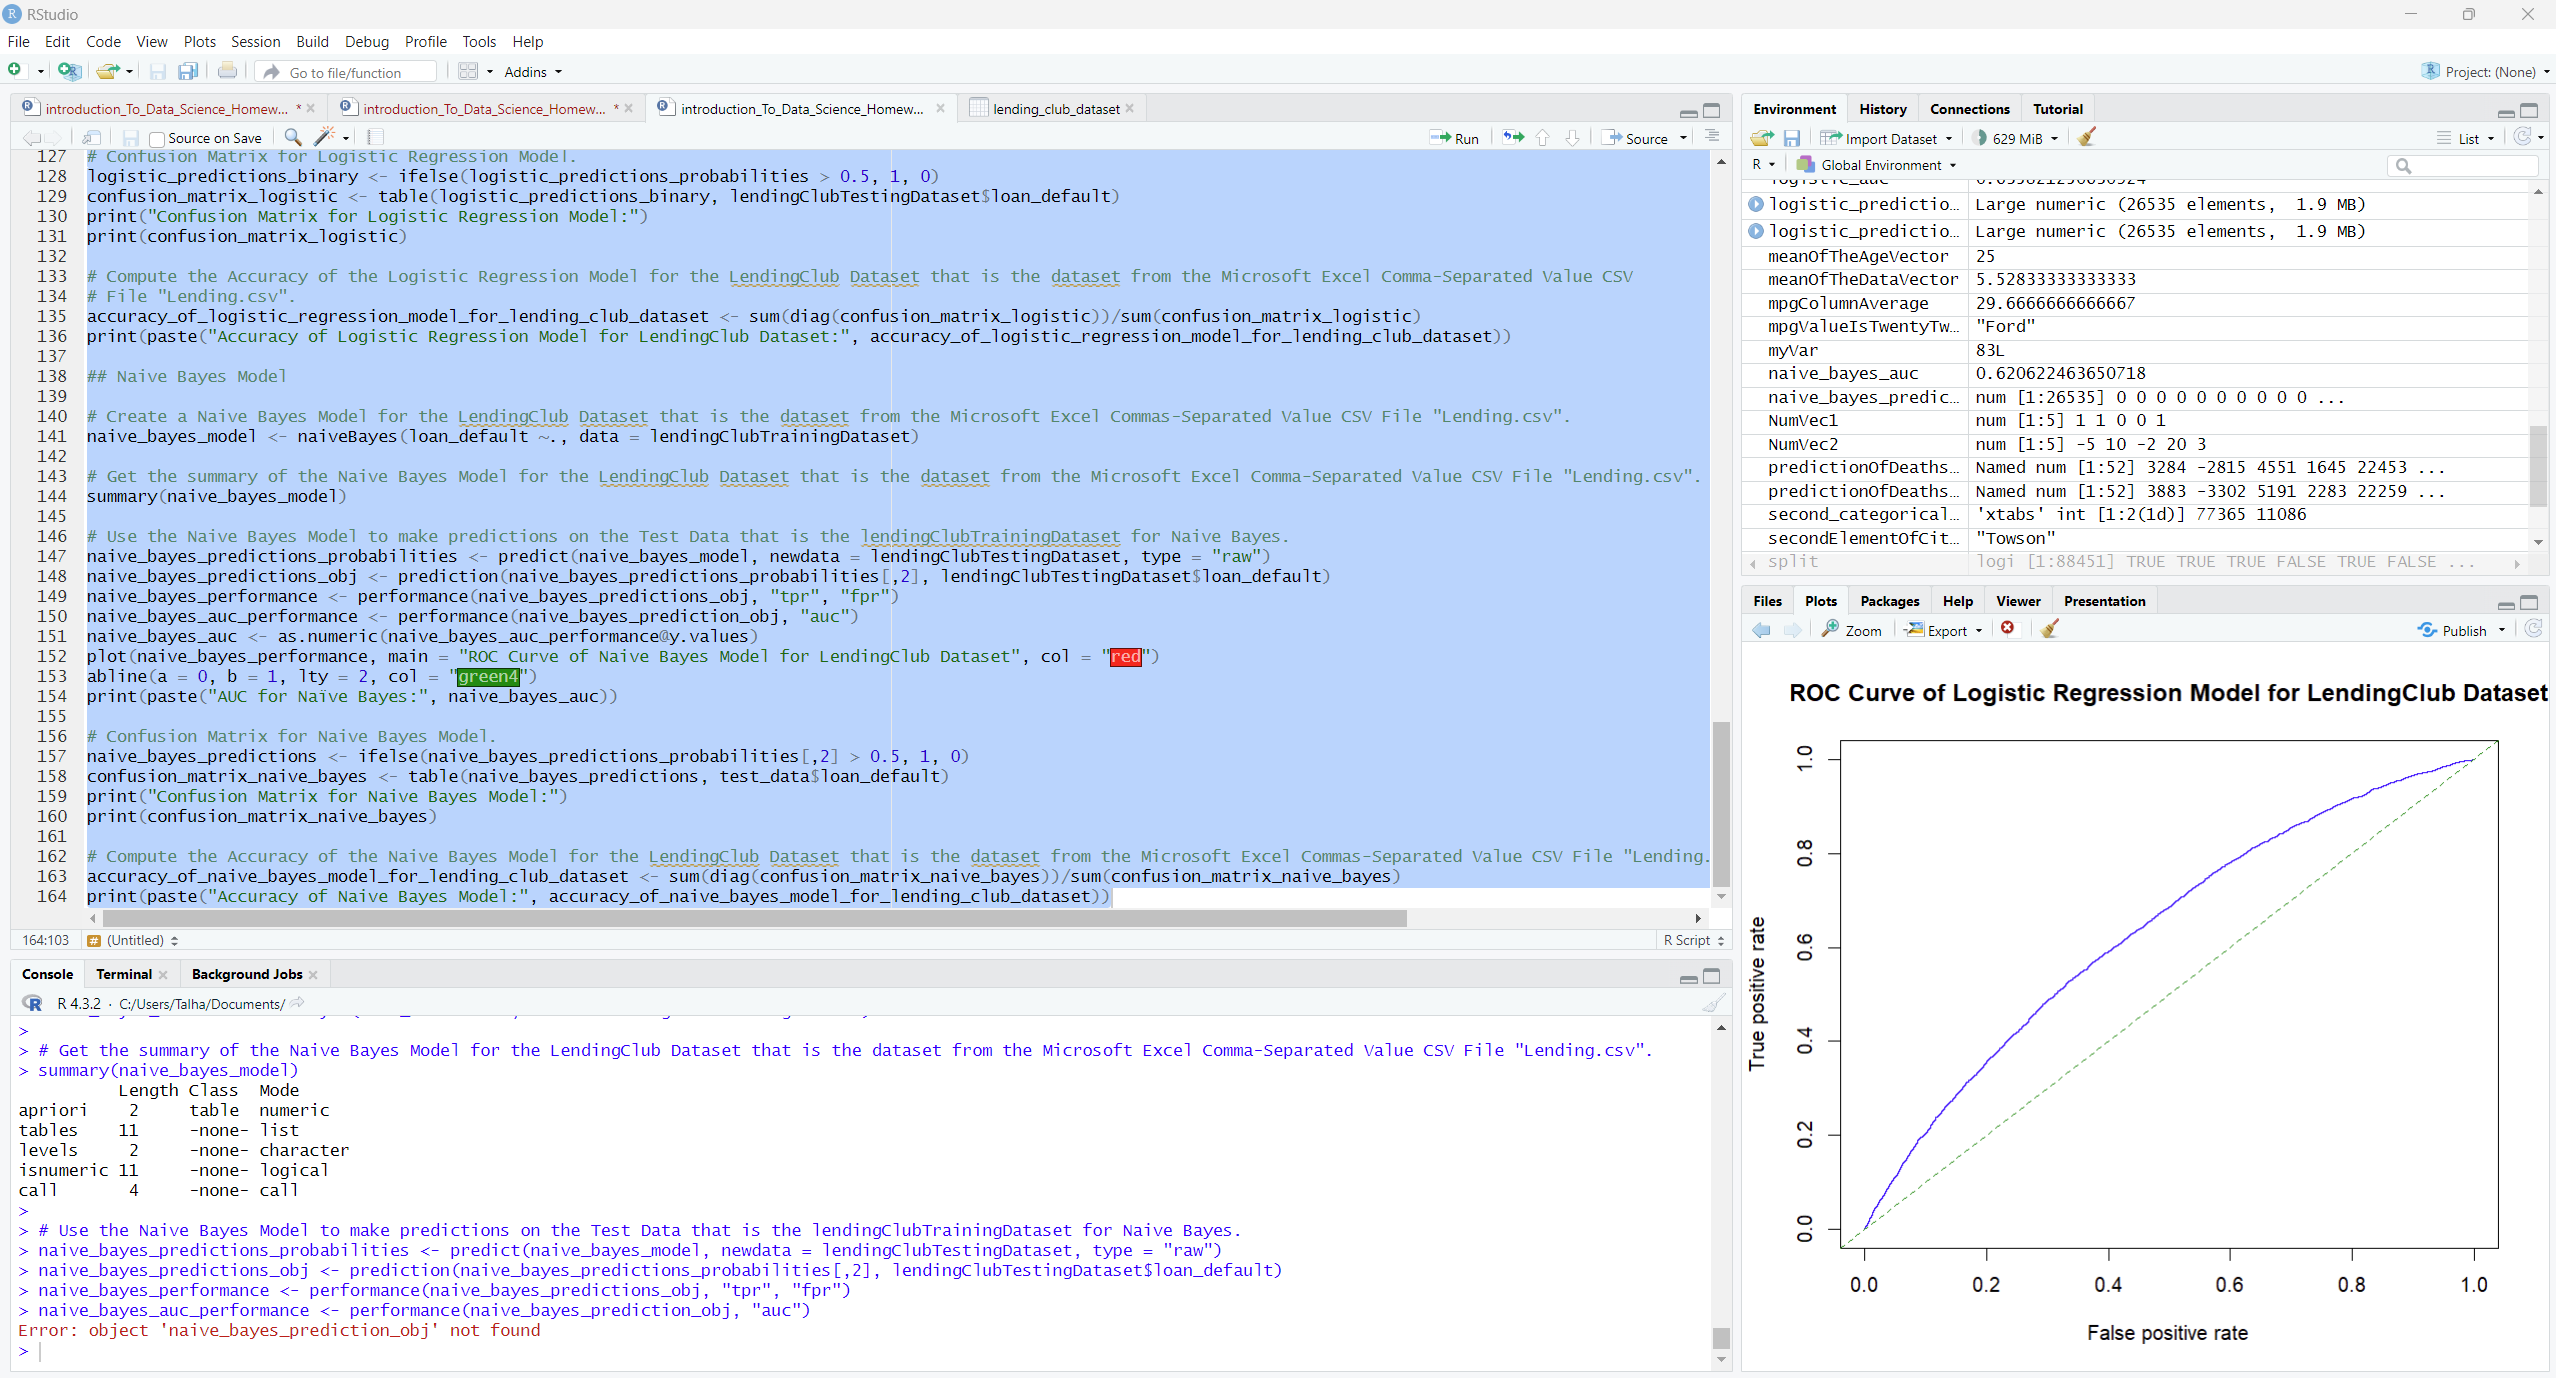 RStudio
File Edit Code View Plots Session Build Debug Profile Tools Help
Go to file/function Addins Project: (None)
introduction_To_Data_Science_Homew... * introduction_To_Data_Science_Homew... * introduction_To_Data_Science_Homew... lending_club_dataset
Source on Save Run Source
127 # Confusion Matrix for Logistic Regression Model.
128 logistic_predictions_binary <- ifelse(logistic_predictions_probabilities > 0.5, 1, 0)
129 confusion_matrix_logistic <- table(logistic_predictions_binary, lendingClubTestingDataset$loan_default)
130 print("Confusion Matrix for Logistic Regression Model:")
131 print(confusion_matrix_logistic)
132
133 # Compute the Accuracy of the Logistic Regression Model for the LendingClub Dataset that is the dataset from the Microsoft Excel Comma-Separated Value CSV
134 # File "Lending.csv".
135 accuracy_of_logistic_regression_model_for_lending_club_dataset <- sum(diag(confusion_matrix_logistic))/sum(confusion_matrix_logistic)
136 print(paste("Accuracy of Logistic Regression Model for LendingClub Dataset:", accuracy_of_logistic_regression_model_for_lending_club_dataset))
137
138 ## Naive Bayes Model
139
140 # Create a Naive Bayes Model for the LendingClub Dataset that is the dataset from the Microsoft Excel Commas-Separated Value CSV File "Lending.csv".
141 naive_bayes_model <- naiveBayes(loan_default ~., data = lendingClubTrainingDataset)
142
143 # Get the summary of the Naive Bayes Model for the LendingClub Dataset that is the dataset from the Microsoft Excel Comma-Separated Value CSV File "Lending.csv".
144 summary(naive_bayes_model)
145
146 # Use the Naive Bayes Model to make predictions on the Test Data that is the lendingClubTrainingDataset for Naive Bayes.
147 naive_bayes_predictions_probabilities <- predict(naive_bayes_model, newdata = lendingClubTestingDataset, type = "raw")
148 naive_bayes_predictions_obj <- prediction(naive_bayes_predictions_probabilities[,2], lendingClubTestingDataset$loan_default)
149 naive_bayes_performance <- performance(naive_bayes_predictions_obj, "tpr", "fpr")
150 naive_bayes_auc_performance <- performance(naive_bayes_prediction_obj, "auc")
151 naive_bayes_auc <- as.numeric(naive_bayes_auc_performance@y.values)
152 plot(naive_bayes_performance, main = "ROC Curve of Naive Bayes Model for LendingClub Dataset", col = "red")
153 abline(a = 0, b = 1, lty = 2, col = "green4")
154 print(paste("AUC for Naïve Bayes:", naive_bayes_auc))
155
156 # Confusion Matrix for Naive Bayes Model.
157 naive_bayes_predictions <- ifelse(naive_bayes_predictions_probabilities[,2] > 0.5, 1, 0)
158 confusion_matrix_naive_bayes <- table(naive_bayes_predictions, test_data$loan_default)
159 print("Confusion Matrix for Naive Bayes Model:")
160 print(confusion_matrix_naive_bayes)
161
162 # Compute the Accuracy of the Naive Bayes Model for the LendingClub Dataset that is the dataset from the Microsoft Excel Commas-Separated Value CSV File "Lending.
163 accuracy_of_naive_bayes_model_for_lending_club_dataset <- sum(diag(confusion_matrix_naive_bayes))/sum(confusion_matrix_naive_bayes)
164 print(paste("Accuracy of Naive Bayes Model:", accuracy_of_naive_bayes_model_for_lending_club_dataset))
164:103 # (Untitled) R Script
Console Terminal Background Jobs
R 4.3.2 · C:/Users/Talha/Documents/
>
> # Get the summary of the Naive Bayes Model for the LendingClub Dataset that is the dataset from the Microsoft Excel Comma-Separated Value CSV File "Lending.csv".
> summary(naive_bayes_model)
Length Class Mode
apriori 2 table numeric
tables 11 -none- list
levels 2 -none- character
isnumeric 11 -none- logical
call 4 -none- call
>
> # Use the Naive Bayes Model to make predictions on the Test Data that is the lendingClubTrainingDataset for Naive Bayes.
> naive_bayes_predictions_probabilities <- predict(naive_bayes_model, newdata = lendingClubTestingDataset, type = "raw")
> naive_bayes_predictions_obj <- prediction(naive_bayes_predictions_probabilities[,2], lendingClubTestingDataset$loan_default)
> naive_bayes_performance <- performance(naive_bayes_predictions_obj, "tpr", "fpr")
> naive_bayes_auc_performance <- performance(naive_bayes_prediction_obj, "auc")
Error: object 'naive_bayes_prediction_obj' not found
>
Environment History Connections Tutorial
Import Dataset 629 MiB List
R Global Environment
logistic_predictio... Large numeric (26535 elements, 1.9 MB)
logistic_predictio... Large numeric (26535 elements, 1.9 MB)
meanOfTheAgeVector 25
meanOfTheDataVector 5.52833333333333
mpgColumnAverage 29.6666666666667
mpgValueIsTwentyTw... "Ford"
myVar 83L
naive_bayes_auc 0.620622463650718
naive_bayes_predic... num [1:26535] 0 0 0 0 0 0 0 0 0 0 ...
NumVec1 num [1:5] 1 1 0 0 1
NumVec2 num [1:5] -5 10 -2 20 3
predictionOfDeaths... Named num [1:52] 3284 -2815 4551 1645 22453 ...
predictionOfDeaths... Named num [1:52] 3883 -3302 5191 2283 22259 ...
second_categorical... 'xtabs' int [1:2(1d)] 77365 11086
secondElementOfCit... "Towson"
split logi [1:88451] TRUE TRUE TRUE FALSE TRUE FALSE ...
Files Plots Packages Help Viewer Presentation
Zoom Export Publish
ROC Curve of Logistic Regression Model for LendingClub Dataset
True positive rate
1.0
0.8
0.6
0.4
0.2
0.0
0.0 0.2 0.4 0.6 0.8 1.0
False positive rate